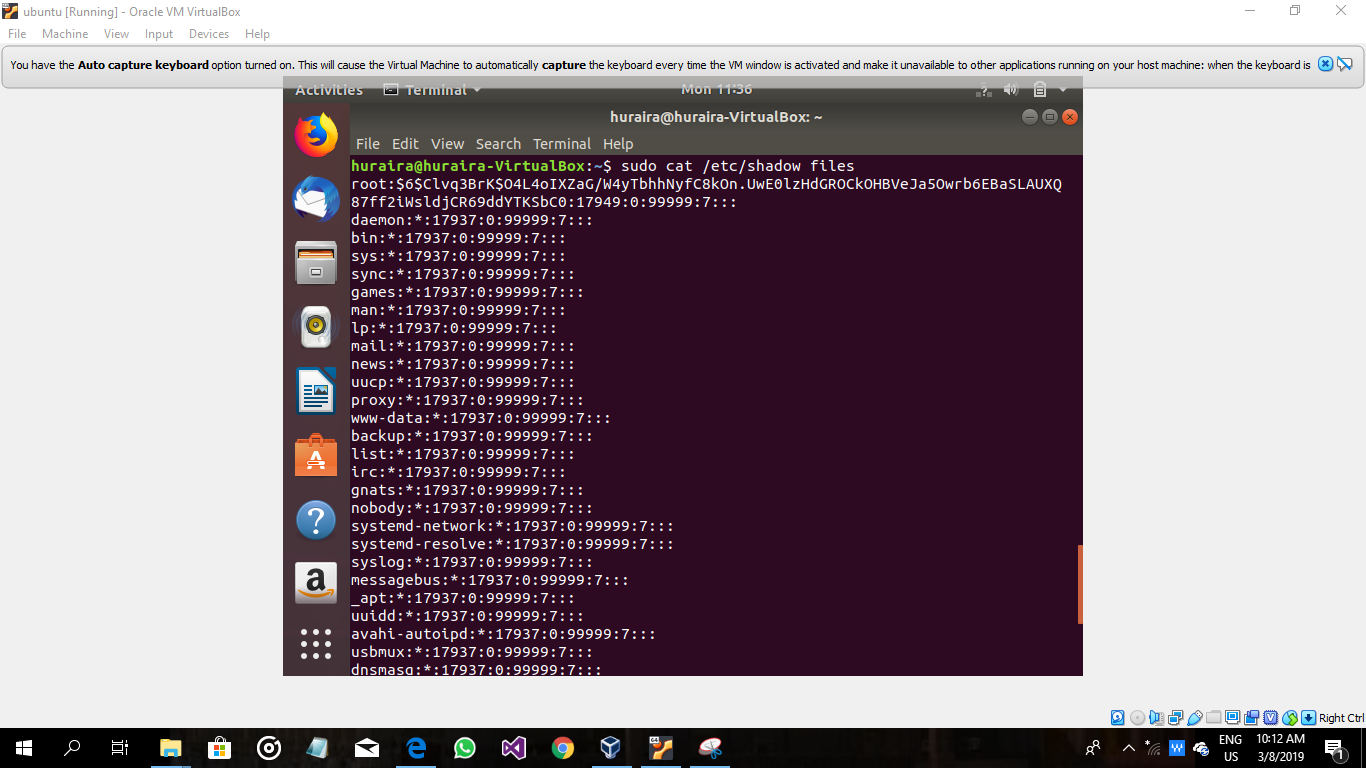 ubuntu [Running] - Oracle VM VirtualBox
File Machine View Input Devices Help
You have the Auto capture keyboard option turned on. This will cause the Virtual Machine to automatically capture the keyboard every time the VM window is activated and make it unavailable to other applications running on your host machine: when the keyboard is
Activities Terminal Mon 11:36
huraira@huraira-VirtualBox: ~
File Edit View Search Terminal Help
huraira@huraira-VirtualBox:~$ sudo cat /etc/shadow files
root:$6$Clvq3BrK$O4L4oIXZaG/W4yTbhhNyfC8kOn.UwE0lzHdGROCkOHBVeJa5Owrb6EBaSLAUXQ
87ff2iWsldjCR69ddYTKSbC0:17949:0:99999:7:::
daemon:*:17937:0:99999:7:::
bin:*:17937:0:99999:7:::
sys:*:17937:0:99999:7:::
sync:*:17937:0:99999:7:::
games:*:17937:0:99999:7:::
man:*:17937:0:99999:7:::
lp:*:17937:0:99999:7:::
mail:*:17937:0:99999:7:::
news:*:17937:0:99999:7:::
uucp:*:17937:0:99999:7:::
proxy:*:17937:0:99999:7:::
www-data:*:17937:0:99999:7:::
backup:*:17937:0:99999:7:::
list:*:17937:0:99999:7:::
irc:*:17937:0:99999:7:::
gnats:*:17937:0:99999:7:::
nobody:*:17937:0:99999:7:::
systemd-network:*:17937:0:99999:7:::
systemd-resolve:*:17937:0:99999:7:::
syslog:*:17937:0:99999:7:::
messagebus:*:17937:0:99999:7:::
_apt:*:17937:0:99999:7:::
uuidd:*:17937:0:99999:7:::
avahi-autoipd:*:17937:0:99999:7:::
usbmux:*:17937:0:99999:7:::
dnsmasq:*:17937:0:99999:7:::
Right Ctrl
ENG 10:12 AM
US 3/8/2019